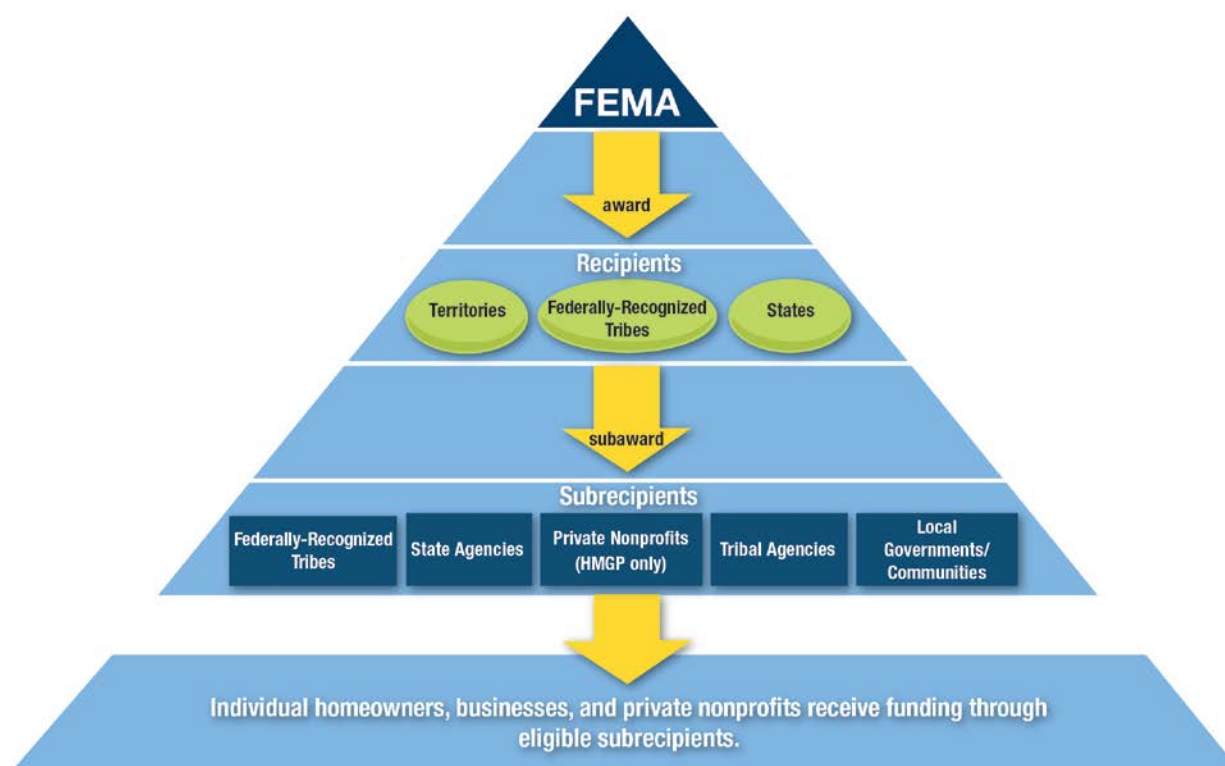 FEMA
award
Recipients
Territories
Federally-Recognized
Tribes
States
subaward
Subrecipients
Federally-Recognized
Tribes
State Agencies
Private Nonprofits
(HMGP only)
Tribal Agencies
Local
Governments/
Communities
Individual homeowners, businesses, and private nonprofits receive funding through
eligible subrecipients.